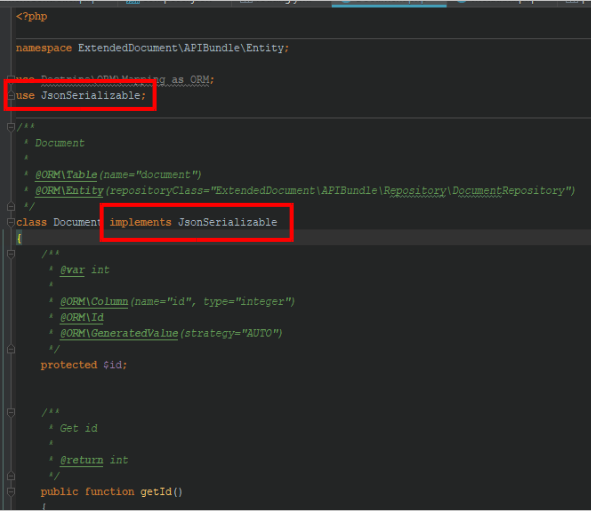 <?php
namespace ExtendedDocument\APIBundle\Entity;
use Doctrine\ORM\Mapping as ORM;
use JsonSerializable;
/**
* Document
*
* @ORM\Table(name="document")
* @ORM\Entity(repositoryClass="ExtendedDocument\APIBundle\Repository\DocumentRepository")
*/
class Document implements JsonSerializable
{
/**
* @var int
*
* @ORM\Column(name="id", type="integer")
* @ORM\Id
* @ORM\GeneratedValue(strategy="AUTO")
*/
protected $id;
/**
* Get id
*
* @return int
*/
public function getId()
{